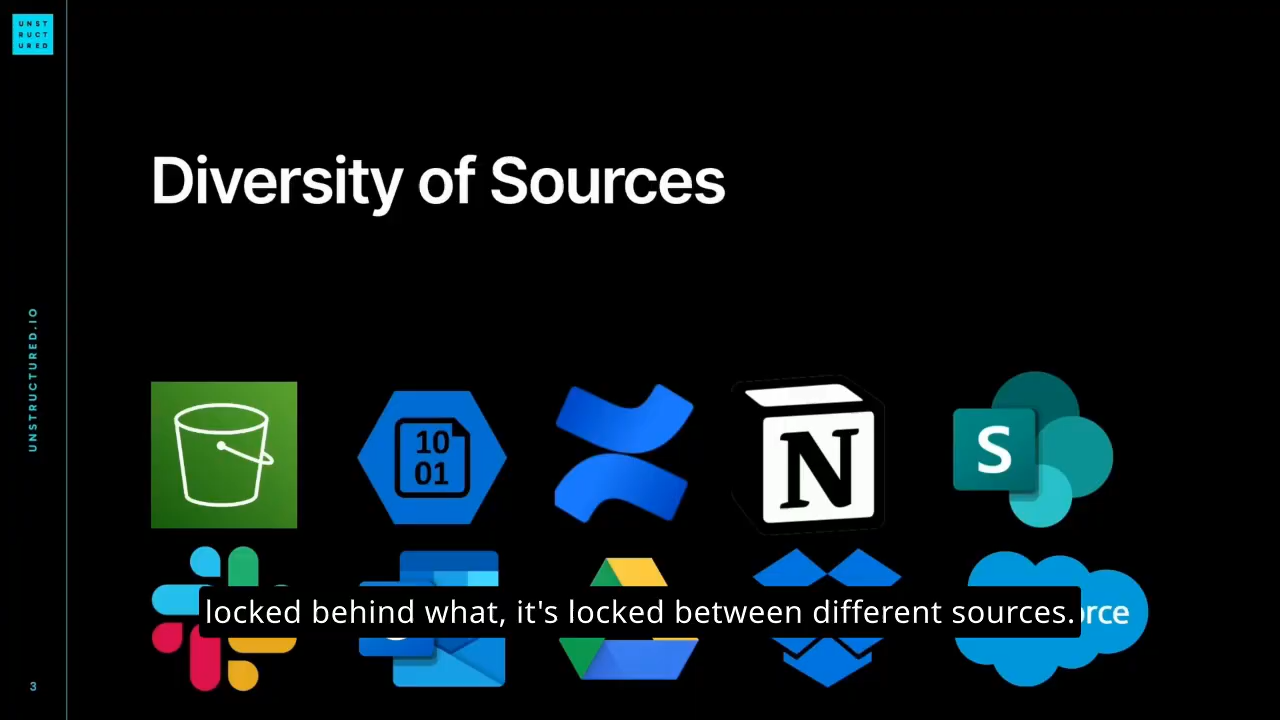 UNST
RUCT
URED
Diversity of Sources
UNSTRUCTURED.IO
10
01
N
S
locked behind what, it's locked between different sources.
rce
3